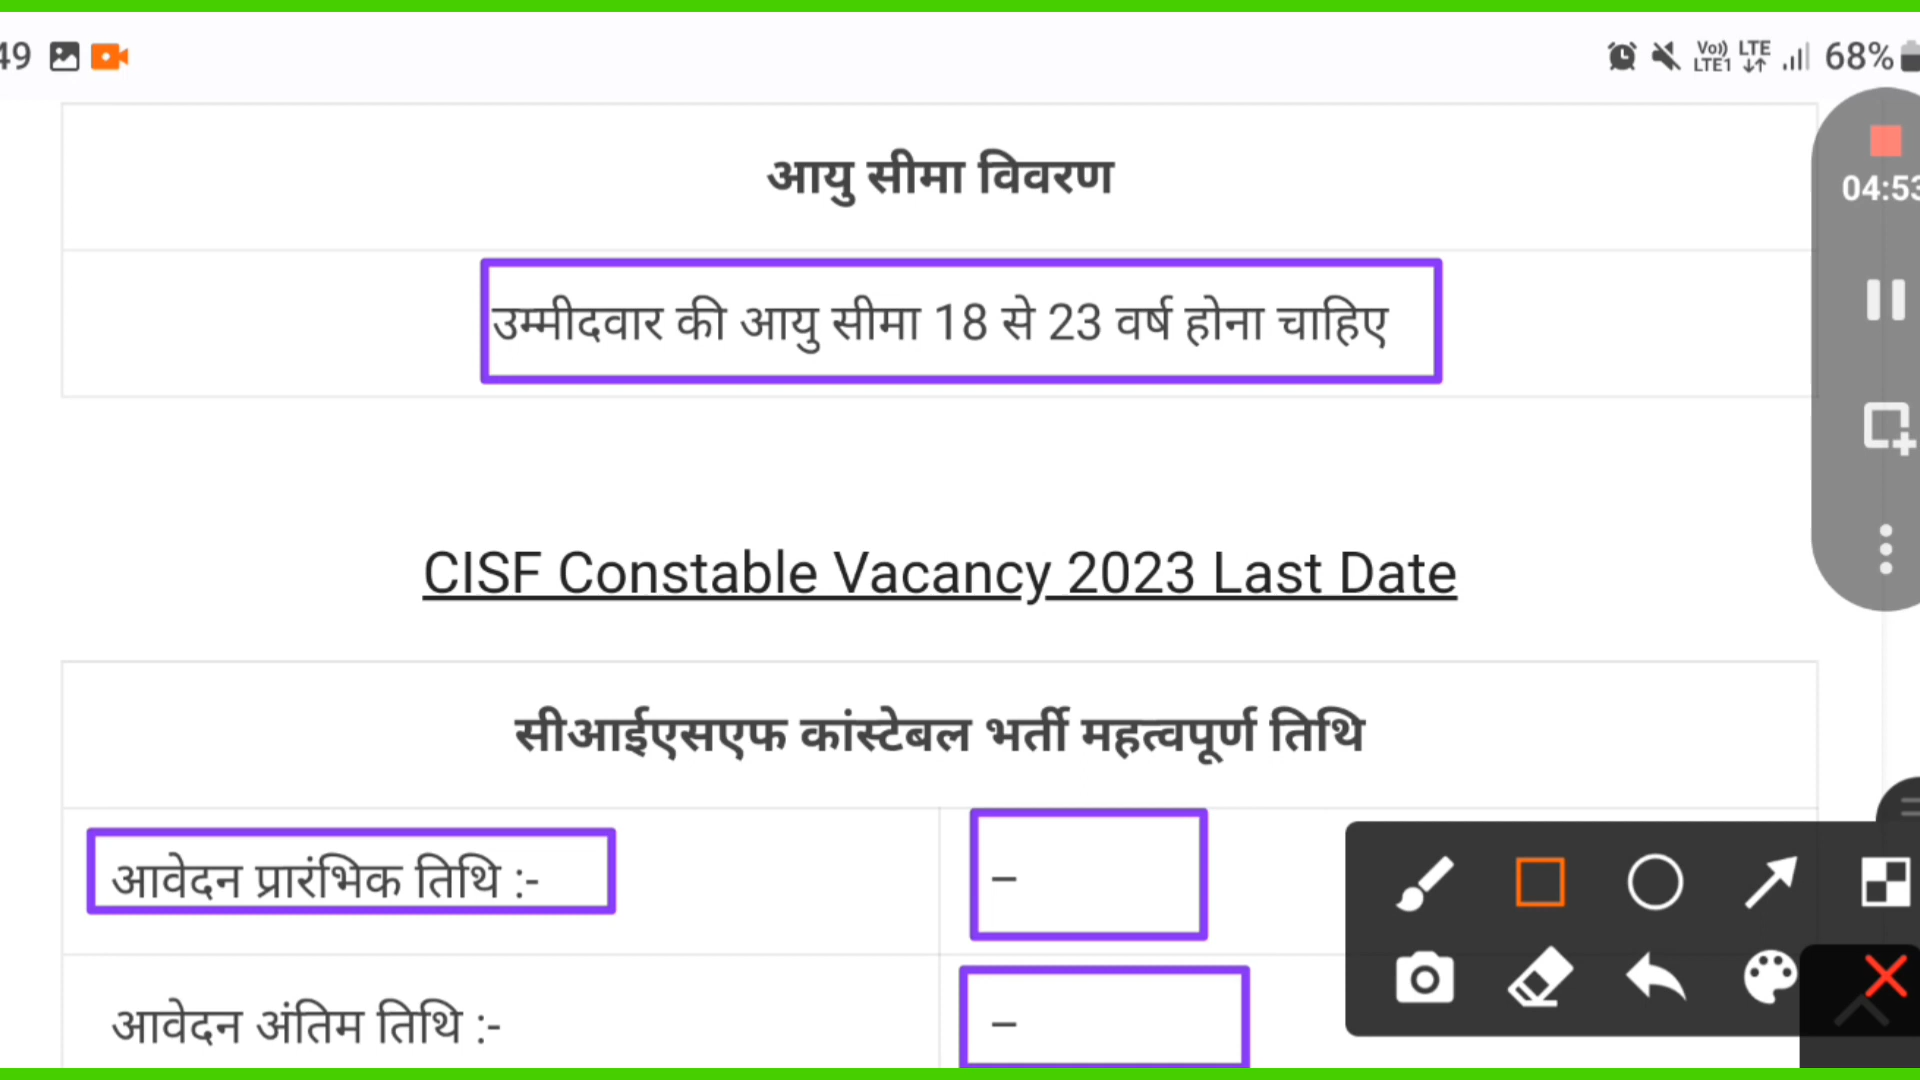 49
Vo)) LTE
LTE1
68%
04:53
आयु सीमा विवरण
उम्मीदवार की आयु सीमा 18 से 23 वर्ष होना चाहिए
CISF Constable Vacancy 2023 Last Date
सीआईएसएफ कांस्टेबल भर्ती महत्वपूर्ण तिथि
आवेदन प्रारंभिक तिथि :- –
आवेदन अंतिम तिथि :- –